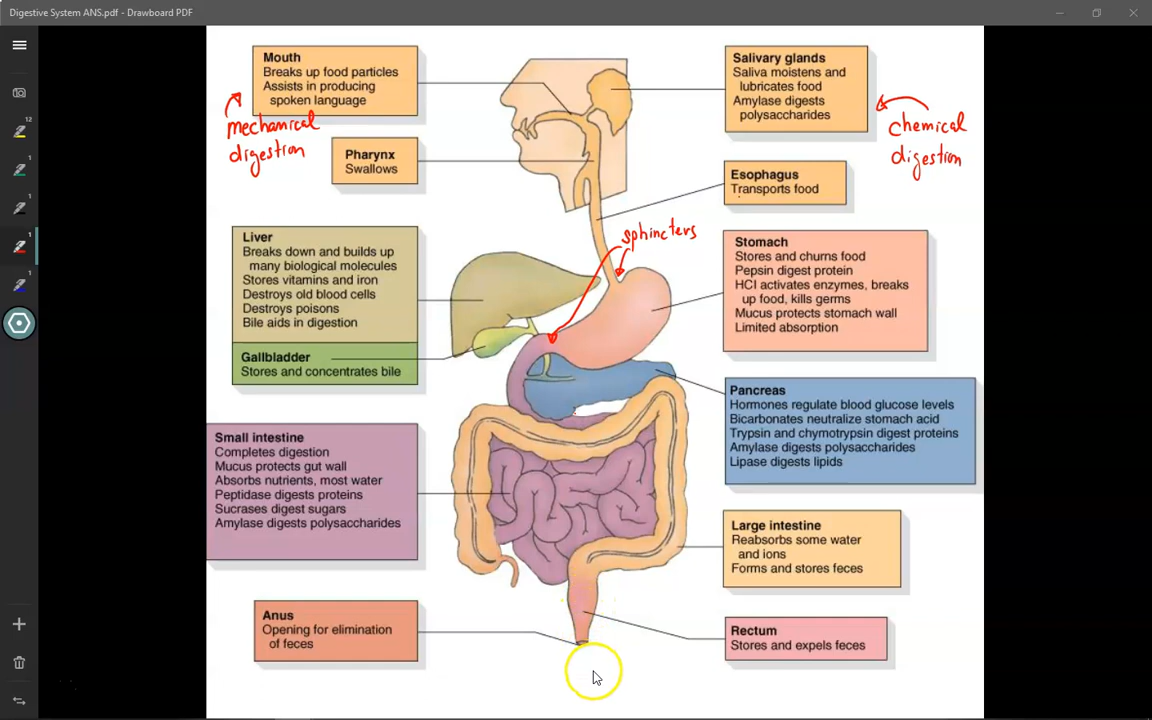 Digestive System ANS.pdf - Drawboard PDF
Mouth
Breaks up food particles
Assists in producing
spoken language
mechanical
digestion
Salivary glands
Saliva moistens and
lubricates food
Amylase digests
polysaccharides
chemical
digestion
Pharynx
Swallows
Esophagus
Transports food
sphincters
Liver
Breaks down and builds up
many biological molecules
Stores vitamins and iron
Destroys old blood cells
Destroys poisons
Bile aids in digestion
Gallbladder
Stores and concentrates bile
Stomach
Stores and churns food
Pepsin digest protein
HCl activates enzymes, breaks
up food, kills germs
Mucus protects stomach wall
Limited absorption
Pancreas
Hormones regulate blood glucose levels
Bicarbonates neutralize stomach acid
Trypsin and chymotrypsin digest proteins
Amylase digests polysaccharides
Lipase digests lipids
Small intestine
Completes digestion
Mucus protects gut wall
Absorbs nutrients, most water
Peptidase digests proteins
Sucrases digest sugars
Amylase digests polysaccharides
Large intestine
Reabsorbs some water
and ions
Forms and stores feces
Anus
Opening for elimination
of feces
Rectum
Stores and expels feces
12
1
1
1
1